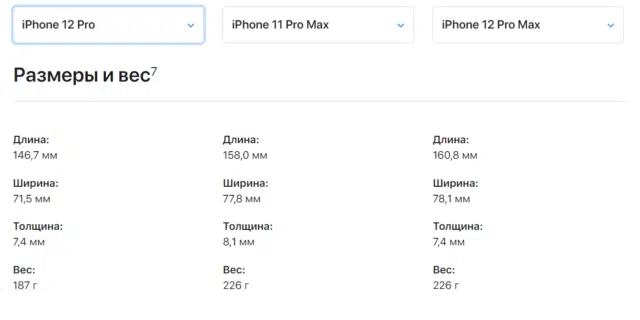 iPhone 12 Pro
iPhone 11 Pro Max
iPhone 12 Pro Max
Размеры и вес7
Длина:
146,7 мм
Ширина:
71,5 мм
Толщина:
7,4 мм
Вес:
187 г
Длина:
158,0 мм
Ширина:
77,8 мм
Толщина:
8,1 мм
Вес:
226 г
Длина:
160,8 мм
Ширина:
78,1 мм
Толщина:
7,4 мм
Вес:
226 г